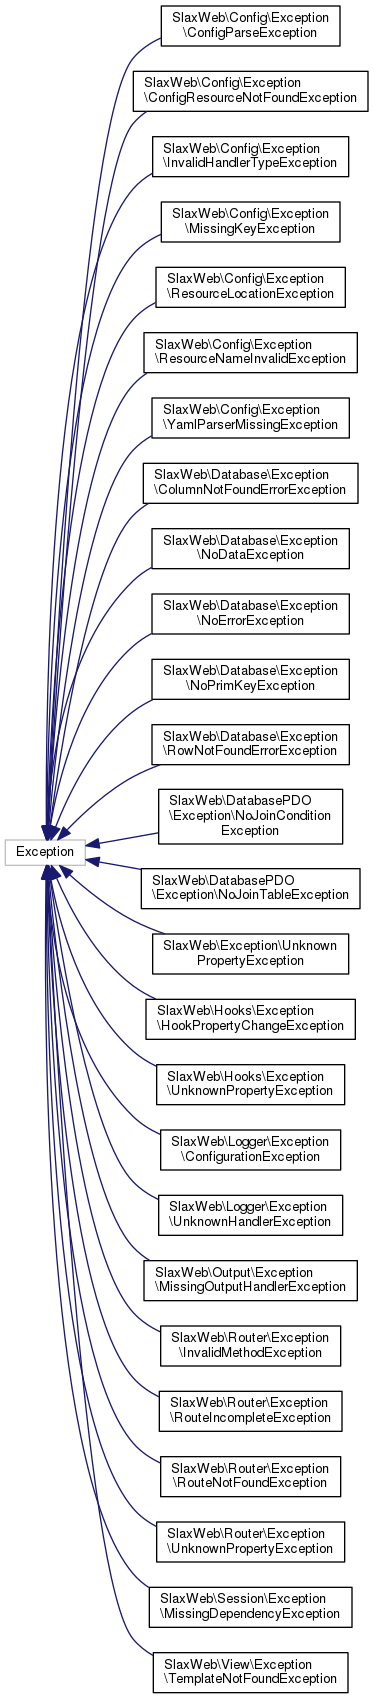 SlaxWeb\Config\Exception
\ConfigParseException
SlaxWeb\Config\Exception
\ConfigResourceNotFoundException
SlaxWeb\Config\Exception
\InvalidHandlerTypeException
SlaxWeb\Config\Exception
\MissingKeyException
SlaxWeb\Config\Exception
\ResourceLocationException
SlaxWeb\Config\Exception
\ResourceNameInvalidException
SlaxWeb\Config\Exception
\YamlParserMissingException
SlaxWeb\Database\Exception
\ColumnNotFoundErrorException
SlaxWeb\Database\Exception
\NoDataException
SlaxWeb\Database\Exception
\NoErrorException
SlaxWeb\Database\Exception
\NoPrimKeyException
SlaxWeb\Database\Exception
\RowNotFoundErrorException
SlaxWeb\DatabasePDO
\Exception\NoJoinCondition
Exception
Exception
SlaxWeb\DatabasePDO
\Exception\NoJoinTableException
SlaxWeb\Exception\Unknown
PropertyException
SlaxWeb\Hooks\Exception
\HookPropertyChangeException
SlaxWeb\Hooks\Exception
\UnknownPropertyException
SlaxWeb\Logger\Exception
\ConfigurationException
SlaxWeb\Logger\Exception
\UnknownHandlerException
SlaxWeb\Output\Exception
\MissingOutputHandlerException
SlaxWeb\Router\Exception
\InvalidMethodException
SlaxWeb\Router\Exception
\RouteIncompleteException
SlaxWeb\Router\Exception
\RouteNotFoundException
SlaxWeb\Router\Exception
\UnknownPropertyException
SlaxWeb\Session\Exception
\MissingDependencyException
SlaxWeb\View\Exception
\TemplateNotFoundException